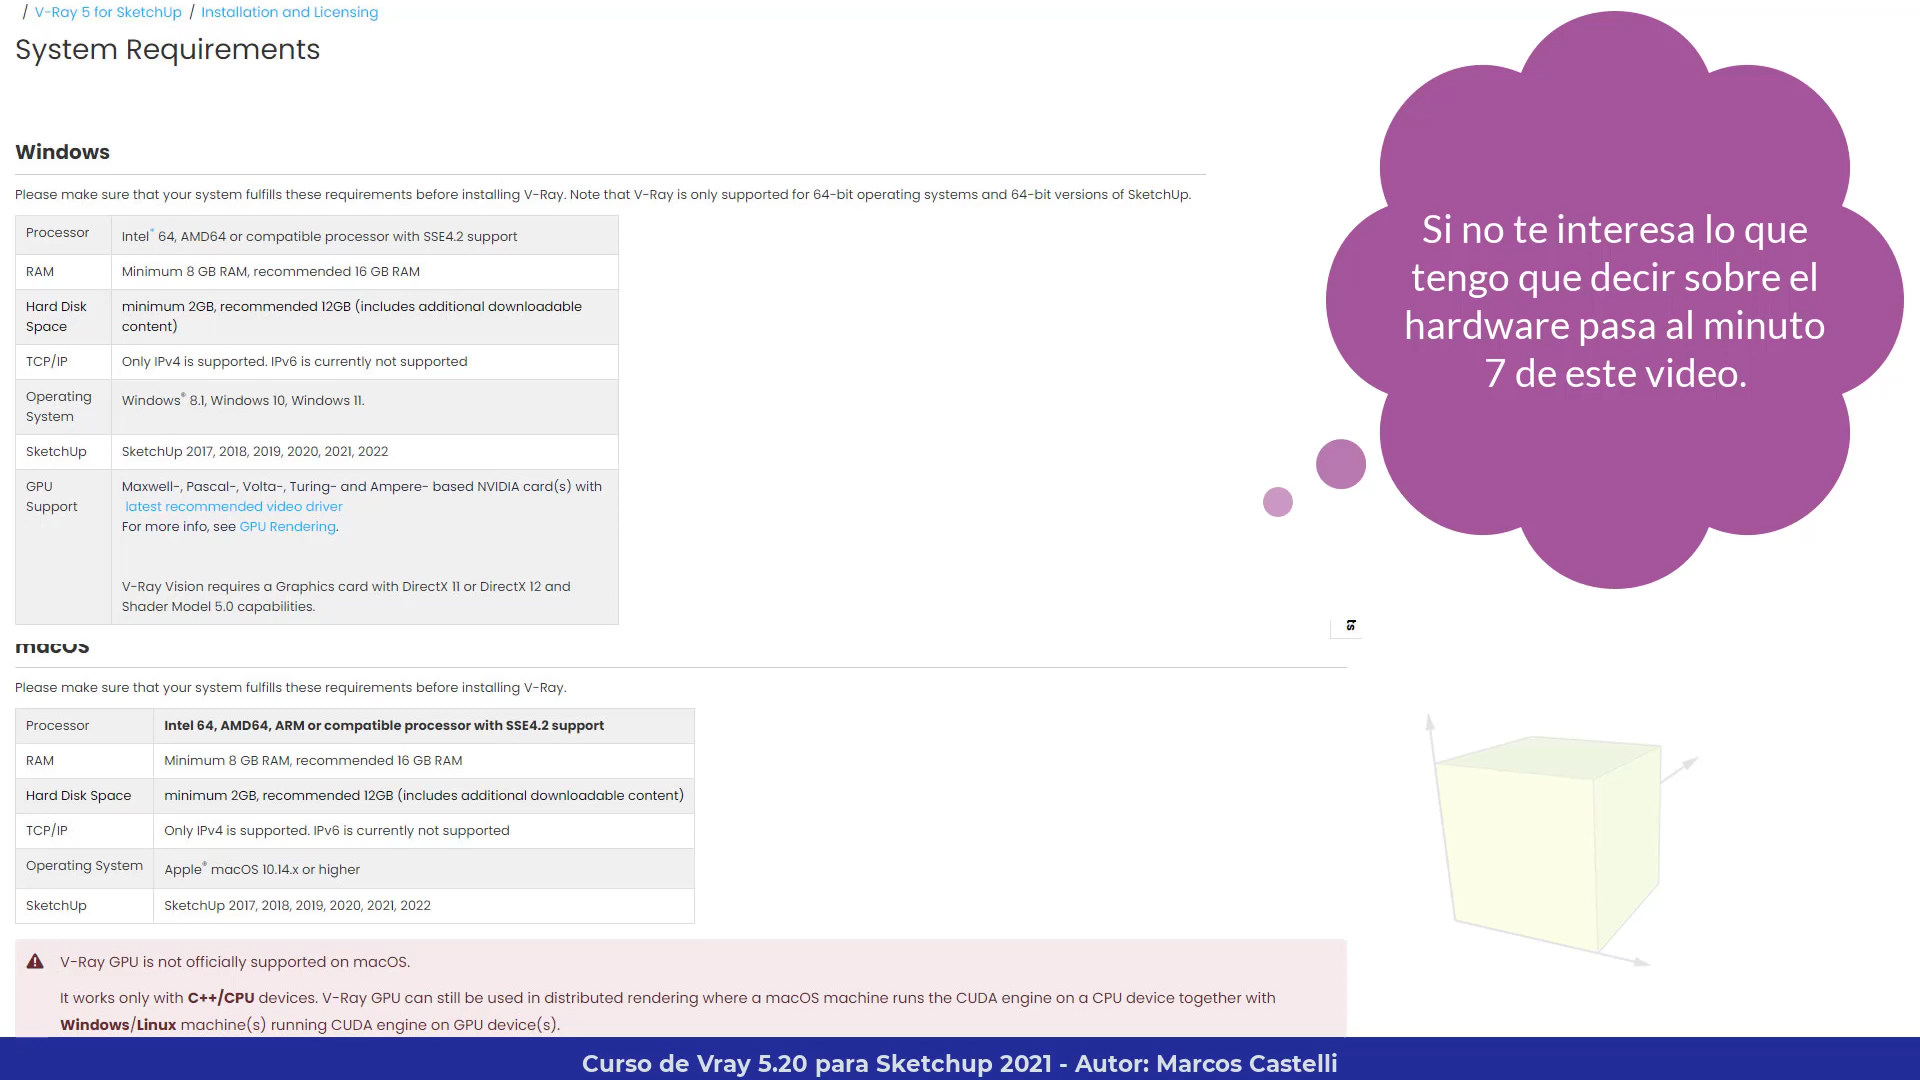 / V-Ray 5 for SketchUp / Installation and Licensing
System Requirements
Windows
Please make sure that your system fulfills these requirements before installing V-Ray. Note that V-Ray is only supported for 64-bit operating systems and 64-bit versions of SketchUp.
Processor
Intel® 64, AMD64 or compatible processor with SSE4.2 support
RAM
Minimum 8 GB RAM, recommended 16 GB RAM
Hard Disk
Space
minimum 2GB, recommended 12GB (includes additional downloadable
content)
TCP/IP
Only IPv4 is supported. IPv6 is currently not supported
Operating
System
Windows® 8.1, Windows 10, Windows 11.
SketchUp
SketchUp 2017, 2018, 2019, 2020, 2021, 2022
GPU
Support
Maxwell-, Pascal-, Volta-, Turing- and Ampere- based NVIDIA card(s) with
latest recommended video driver
For more info, see GPU Rendering.
V-Ray Vision requires a Graphics card with DirectX 11 or DirectX 12 and
Shader Model 5.0 capabilities.
Si no te interesa lo que
tengo que decir sobre el
hardware pasa al minuto
7 de este video.
ts
macOS
Please make sure that your system fulfills these requirements before installing V-Ray.
Processor
Intel 64, AMD64, ARM or compatible processor with SSE4.2 support
RAM
Minimum 8 GB RAM, recommended 16 GB RAM
Hard Disk Space
minimum 2GB, recommended 12GB (includes additional downloadable content)
TCP/IP
Only IPv4 is supported. IPv6 is currently not supported
Operating System
Apple® macOS 10.14.x or higher
SketchUp
SketchUp 2017, 2018, 2019, 2020, 2021, 2022
V-Ray GPU is not officially supported on macOS.
It works only with C++/CPU devices. V-Ray GPU can still be used in distributed rendering where a macOS machine runs the CUDA engine on a CPU device together with
Windows/Linux machine(s) running CUDA engine on GPU device(s).
Curso de Vray 5.20 para Sketchup 2021 - Autor: Marcos Castelli